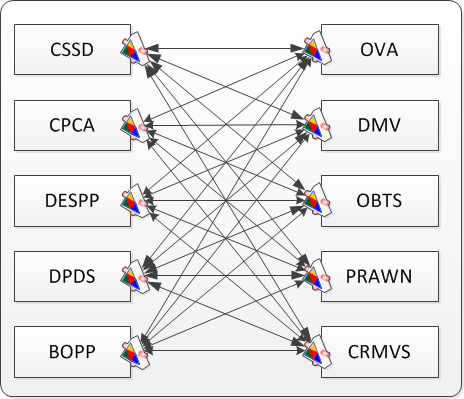 CSSD
OVA
CPCA
DMV
DESPP
OBTS
DPDS
PRAWN
BOPP
CRMVS